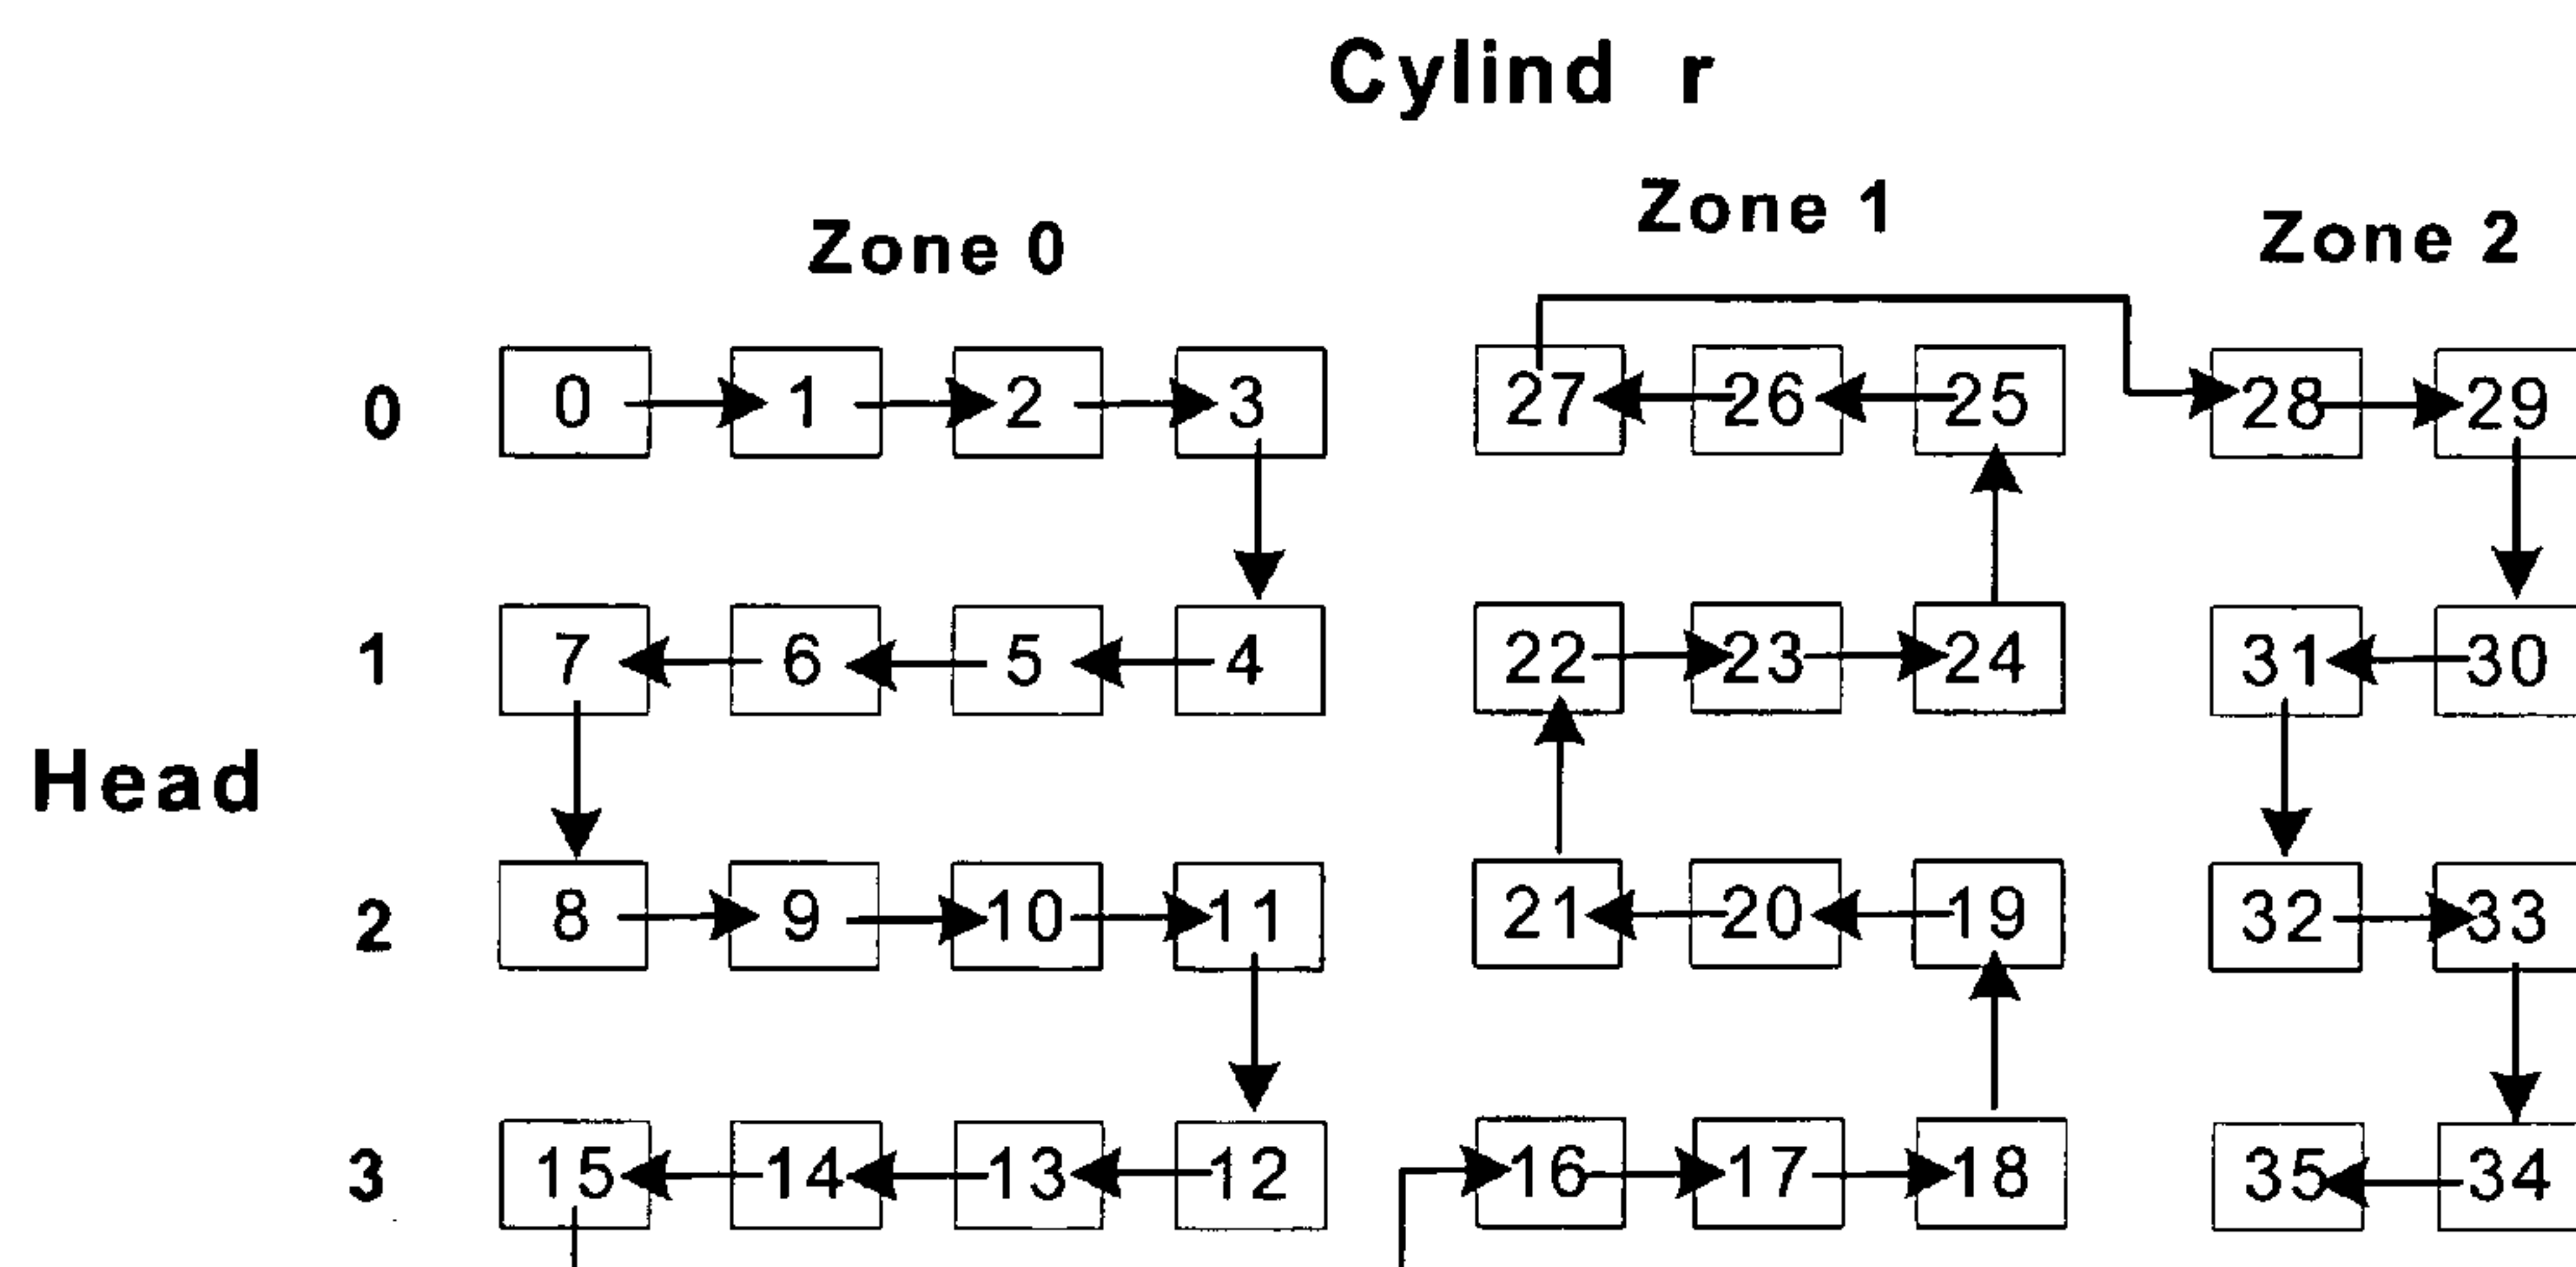 Cylind r
Zone 0 Zone 1 Zone 2
0 0 1 2 3 27 26 25 28 29
1 7 6 5 4 22 23 24 31 30
Head
2 8 9 10 11 21 20 19 32 33
3 15 14 13 12 16 17 18 35 34